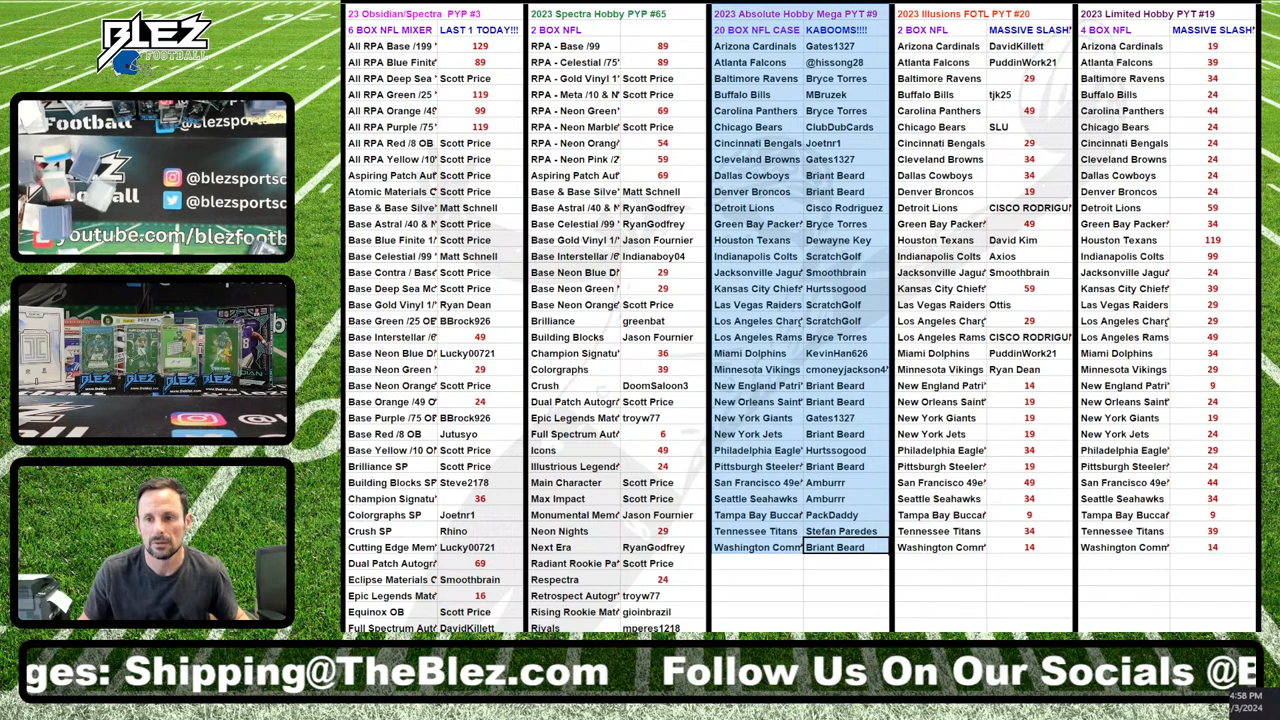 BLEZ
FOOTBALL
Football
@blezsports
@blezsportsc
@blezsportsc
youtube.com/blezfootb
BLEZ
23 Obsidian/Spectra PYP #3
6 BOX NFL MIXER LAST 1 TODAY!!!
All RPA Base /199 129
All RPA Blue Finite 89
All RPA Deep Sea Scott Price
All RPA Green /25 119
All RPA Orange /49 99
All RPA Purple /75 119
All RPA Red /8 OB Scott Price
All RPA Yellow /10 Scott Price
Aspiring Patch Aut Scott Price
Atomic Materials O Scott Price
Base & Base Silve Matt Schnell
Base Astral /40 & N Scott Price
Base Blue Finite 1/ Scott Price
Base Celestial /99 Matt Schnell
Base Contra / Base Scott Price
Base Deep Sea Mo Scott Price
Base Gold Vinyl 1/ Ryan Dean
Base Green /25 OB BBrock926
Base Interstellar /6 49
Base Neon Blue DN Lucky00721
Base Neon Green 29
Base Neon Orange Scott Price
Base Orange /49 O 24
Base Purple /75 OB BBrock926
Base Red /8 OB Jutusyo
Base Yellow /10 O Scott Price
Brilliance SP Scott Price
Building Blocks SP Steve2178
Champion Signatu 36
Colorgraphs SP Joetnr1
Crush SP Rhino
Cutting Edge Mem Lucky00721
Dual Patch Autogr 69
Eclipse Materials O Smoothbrain
Epic Legends Mate 16
Equinox OB Scott Price
Full Spectrum Aut DavidKillett
2023 Spectra Hobby PYP #65
2 BOX NFL
RPA - Base /99 89
RPA - Celestial /75 89
RPA - Gold Vinyl 1 Scott Price
RPA - Meta /10 & N Scott Price
RPA - Neon Green 69
RPA - Neon Marble Scott Price
RPA - Neon Orang 54
RPA - Neon Pink /2 59
Aspiring Patch Aut 69
Base & Base Silve Matt Schnell
Base Astral /40 & N RyanGodfrey
Base Celestial /99 RyanGodfrey
Base Gold Vinyl 1/ Jason Fournier
Base Interstellar /6 Indianaboy04
Base Neon Blue D 29
Base Neon Green 29
Base Neon Orange Scott Price
Brilliance greenbat
Building Blocks Jason Fournier
Champion Signatu 36
Colorgraphs 39
Crush DoomSaloon3
Dual Patch Autogr Scott Price
Epic Legends Mate troyw77
Full Spectrum Aut 6
Icons 49
Illustrious Legend 24
Main Character Scott Price
Max Impact Scott Price
Monumental Memo Jason Fournier
Neon Nights 29
Next Era RyanGodfrey
Radiant Rookie Pa Scott Price
Respectra 24
Retrospect Autogr troyw77
Rising Rookie Mat gioinbrazil
Rivals mperes1218
2023 Absolute Hobby Mega PYT #9
20 BOX NFL CASE KABOOMS!!!!
Arizona Cardinals Gates1327
Atlanta Falcons @hissong28
Baltimore Ravens Bryce Torres
Buffalo Bills MBruzek
Carolina Panthers Bryce Torres
Chicago Bears ClubDubCards
Cincinnati Bengals Joetnr1
Cleveland Browns Gates1327
Dallas Cowboys Briant Beard
Denver Broncos Briant Beard
Detroit Lions Cisco Rodriguez
Green Bay Packer Bryce Torres
Houston Texans Dewayne Key
Indianapolis Colts ScratchGolf
Jacksonville Jagu Smoothbrain
Kansas City Chief Hurtssogood
Las Vegas Raiders ScratchGolf
Los Angeles Charg ScratchGolf
Los Angeles Rams Bryce Torres
Miami Dolphins KevinHan626
Minnesota Vikings cmoneyjackson4
New England Patri Briant Beard
New Orleans Saint Briant Beard
New York Giants Gates1327
New York Jets Briant Beard
Philadelphia Eagle Hurtssogood
Pittsburgh Steeler Briant Beard
San Francisco 49e Amburrr
Seattle Seahawks Amburrr
Tampa Bay Buccan PackDaddy
Tennessee Titans Stefan Paredes
Washington Comm Briant Beard
2023 Illusions FOTL PYT #20
2 BOX NFL MASSIVE SLASH
Arizona Cardinals DavidKillett
Atlanta Falcons PuddinWork21
Baltimore Ravens 29
Buffalo Bills tjk25
Carolina Panthers 49
Chicago Bears SLU
Cincinnati Bengals 29
Cleveland Browns 34
Dallas Cowboys 34
Denver Broncos 19
Detroit Lions CISCO RODRIGU
Green Bay Packer 49
Houston Texans David Kim
Indianapolis Colts Axios
Jacksonville Jagu Smoothbrain
Kansas City Chief 59
Las Vegas Raiders Ottis
Los Angeles Charg 29
Los Angeles Rams CISCO RODRIGU
Miami Dolphins PuddinWork21
Minnesota Vikings Ryan Dean
New England Patri 14
New Orleans Saint 19
New York Giants 19
New York Jets 19
Philadelphia Eagle 34
Pittsburgh Steeler 19
San Francisco 49e 49
Seattle Seahawks 34
Tampa Bay Buccan 9
Tennessee Titans 34
Washington Comm 14
2023 Limited Hobby PYT #19
4 BOX NFL MASSIVE SLASH
Arizona Cardinals 19
Atlanta Falcons 39
Baltimore Ravens 34
Buffalo Bills 24
Carolina Panthers 44
Chicago Bears 24
Cincinnati Bengals 24
Cleveland Browns 24
Dallas Cowboys 24
Denver Broncos 24
Detroit Lions 59
Green Bay Packer 34
Houston Texans 119
Indianapolis Colts 99
Jacksonville Jagu 24
Kansas City Chief 39
Las Vegas Raiders 29
Los Angeles Charg 29
Los Angeles Rams 49
Miami Dolphins 34
Minnesota Vikings 29
New England Patri 9
New Orleans Saint 24
New York Giants 19
New York Jets 24
Philadelphia Eagle 29
Pittsburgh Steeler 24
San Francisco 49e 44
Seattle Seahawks 34
Tampa Bay Buccan 9
Tennessee Titans 39
Washington Comm 14
ges: Shipping@TheBlez.com Follow Us On Our Socials @B
4:58 PM
/3/2024